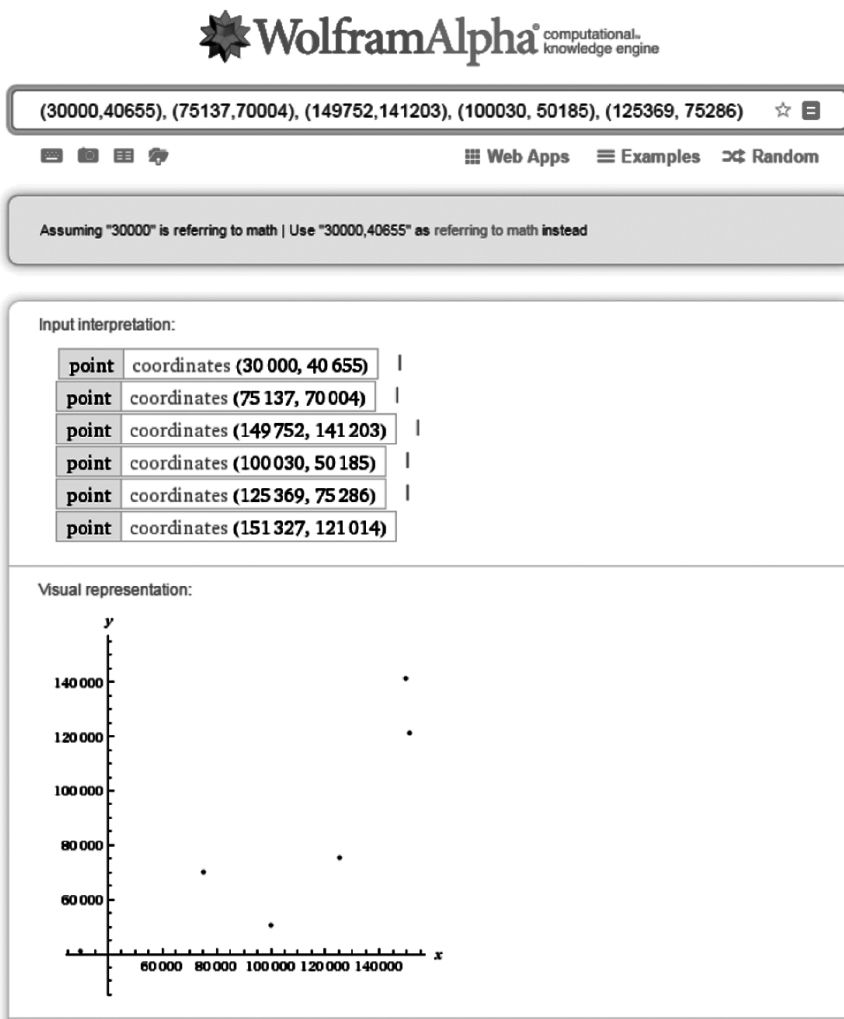 WolframAlpha computational
knowledge engine
(30000,40655), (75137,70004), (149752,141203), (100030, 50185), (125369, 75286)
Web Apps Examples Random
Assuming "30000" is referring to math | Use "30000,40655" as referring to math instead
Input interpretation:
point coordinates (30 000, 40 655) |
point coordinates (75 137, 70 004) |
point coordinates (149 752, 141 203) |
point coordinates (100 030, 50 185) |
point coordinates (125 369, 75 286) |
point coordinates (151 327, 121 014)
Visual representation:
y
140 000
120 000
100 000
80 000
60 000
x
60 000 80 000 100 000 120 000 140 000